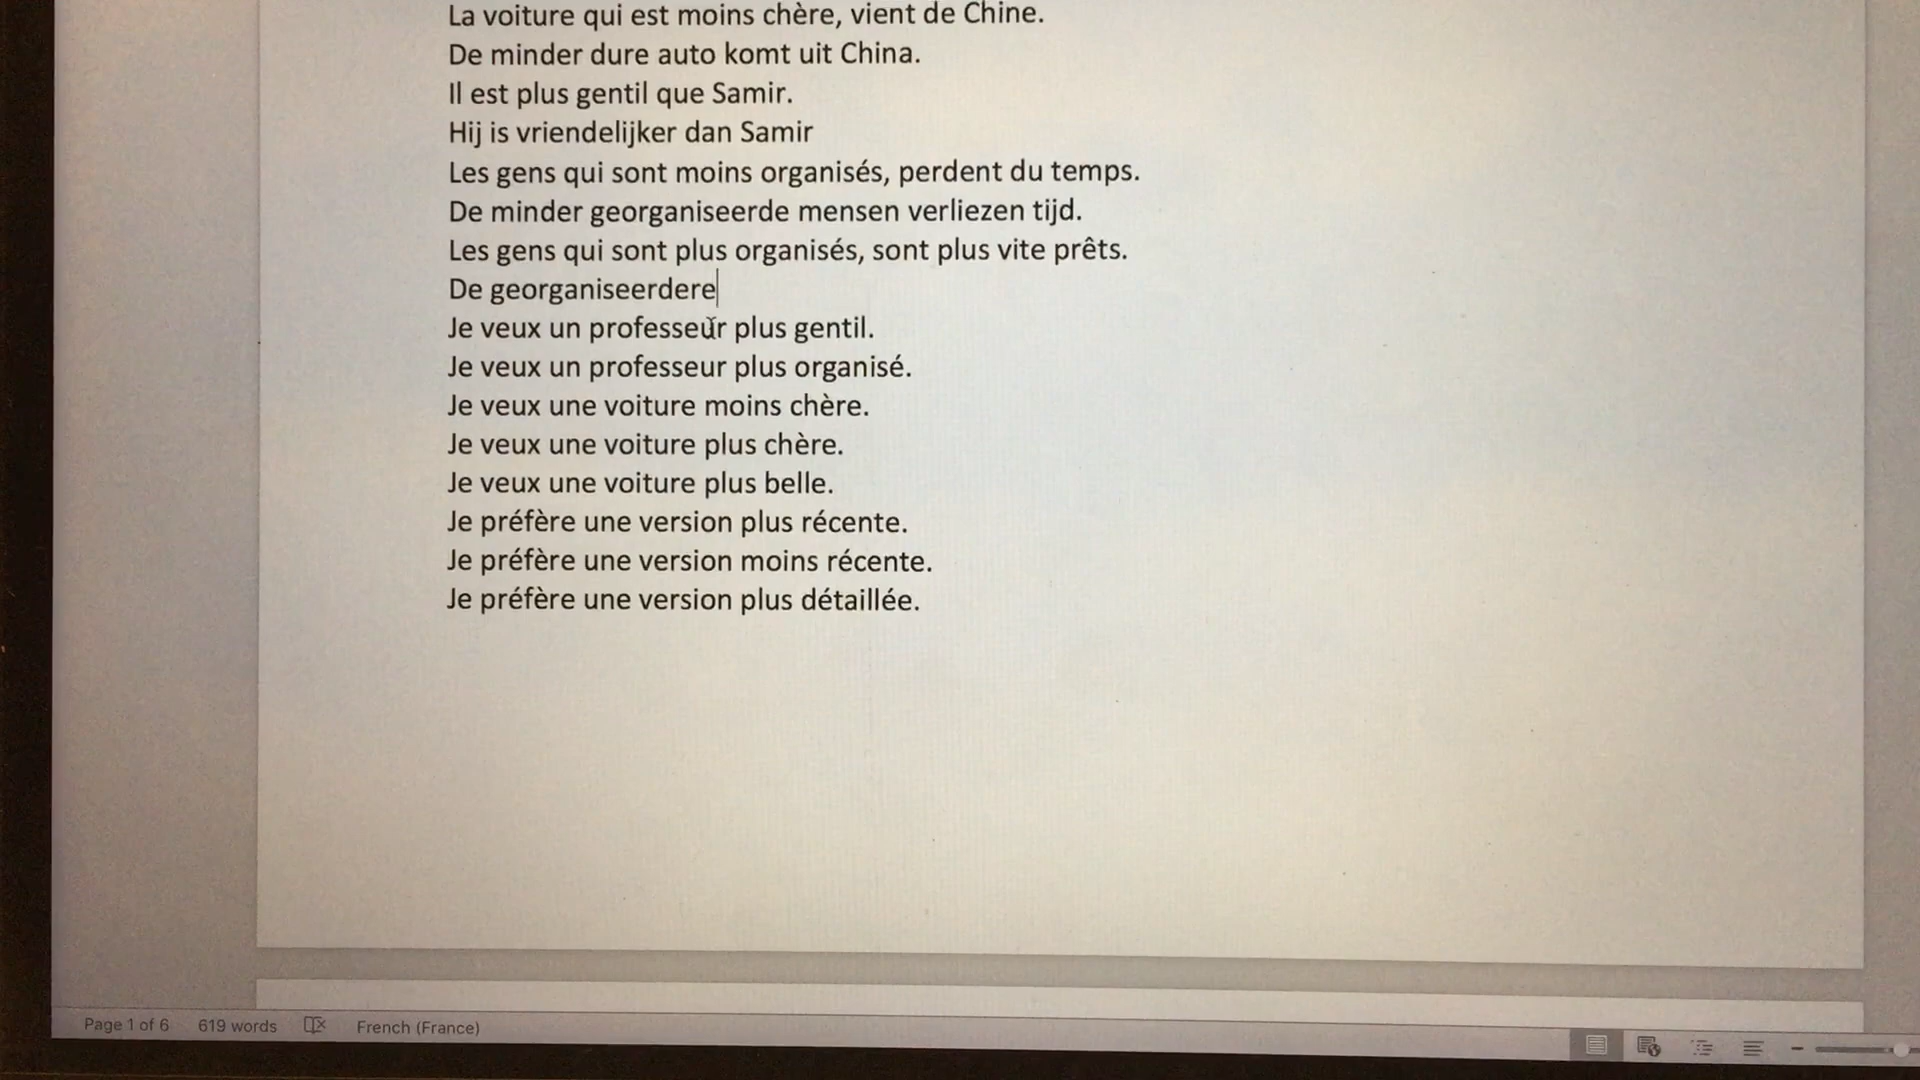 La voiture qui est moins chère, vient de Chine.
De minder dure auto komt uit China.
Il est plus gentil que Samir.
Hij is vriendelijker dan Samir
Les gens qui sont moins organisés, perdent du temps.
De minder georganiseerde mensen verliezen tijd.
Les gens qui sont plus organisés, sont plus vite prêts.
De georganiseerdere
Je veux un professeur plus gentil.
Je veux un professeur plus organisé.
Je veux une voiture moins chère.
Je veux une voiture plus chère.
Je veux une voiture plus belle.
Je préfère une version plus récente.
Je préfère une version moins récente.
Je préfère une version plus détaillée.
Page 1 of 6 619 words French (France)